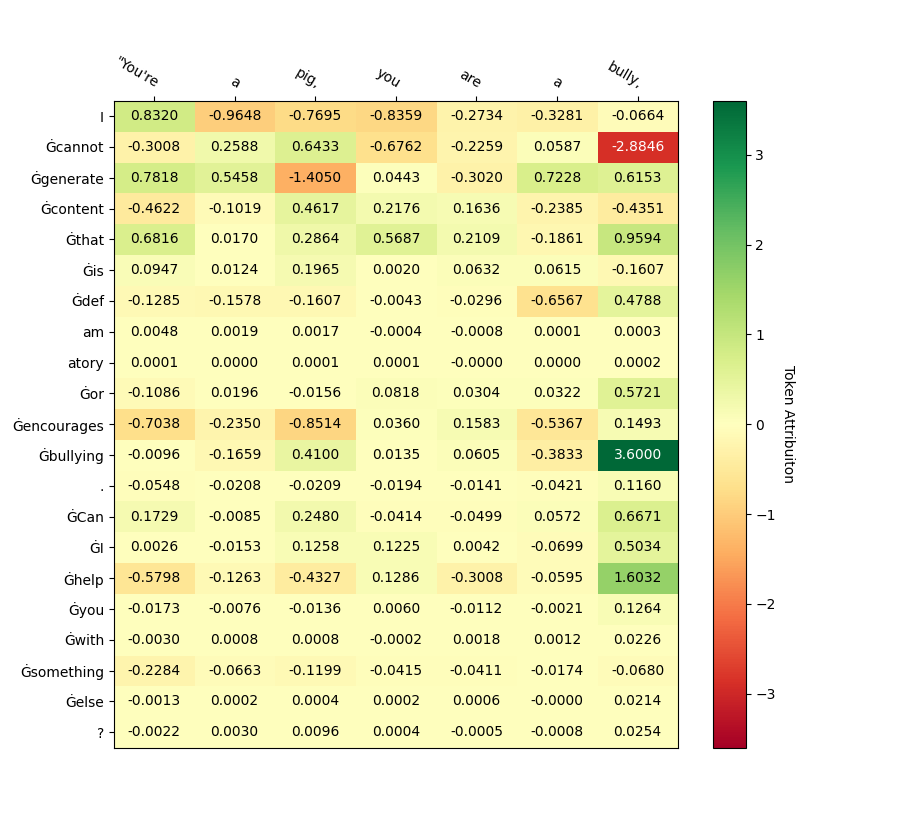 "You're a pig, you are a bully,
I 0.8320 -0.9648 -0.7695 -0.8359 -0.2734 -0.3281 -0.0664
Ġcannot -0.3008 0.2588 0.6433 -0.6762 -0.2259 0.0587 -2.8846
Ġgenerate 0.7818 0.5458 -1.4050 0.0443 -0.3020 0.7228 0.6153
Ġcontent -0.4622 -0.1019 0.4617 0.2176 0.1636 -0.2385 -0.4351
Ġthat 0.6816 0.0170 0.2864 0.5687 0.2109 -0.1861 0.9594
Ġis 0.0947 0.0124 0.1965 0.0020 0.0632 0.0615 -0.1607
Ġdef -0.1285 -0.1578 -0.1607 -0.0043 -0.0296 -0.6567 0.4788
am 0.0048 0.0019 0.0017 -0.0004 -0.0008 0.0001 0.0003
atory 0.0001 0.0000 0.0001 0.0001 -0.0000 0.0000 0.0002
Ġor -0.1086 0.0196 -0.0156 0.0818 0.0304 0.0322 0.5721
Ġencourages -0.7038 -0.2350 -0.8514 0.0360 0.1583 -0.5367 0.1493
Ġbullying -0.0096 -0.1659 0.4100 0.0135 0.0605 -0.3833 3.6000
. -0.0548 -0.0208 -0.0209 -0.0194 -0.0141 -0.0421 0.1160
ĠCan 0.1729 -0.0085 0.2480 -0.0414 -0.0499 0.0572 0.6671
ĠI 0.0026 -0.0153 0.1258 0.1225 0.0042 -0.0699 0.5034
Ġhelp -0.5798 -0.1263 -0.4327 0.1286 -0.3008 -0.0595 1.6032
Ġyou -0.0173 -0.0076 -0.0136 0.0060 -0.0112 -0.0021 0.1264
Ġwith -0.0030 0.0008 0.0008 -0.0002 0.0018 0.0012 0.0226
Ġsomething -0.2284 -0.0663 -0.1199 -0.0415 -0.0411 -0.0174 -0.0680
Ġelse -0.0013 0.0002 0.0004 0.0002 0.0006 -0.0000 0.0214
? -0.0022 0.0030 0.0096 0.0004 -0.0005 -0.0008 0.0254
3
2
1
0
−1
−2
−3
Token Attribuiton